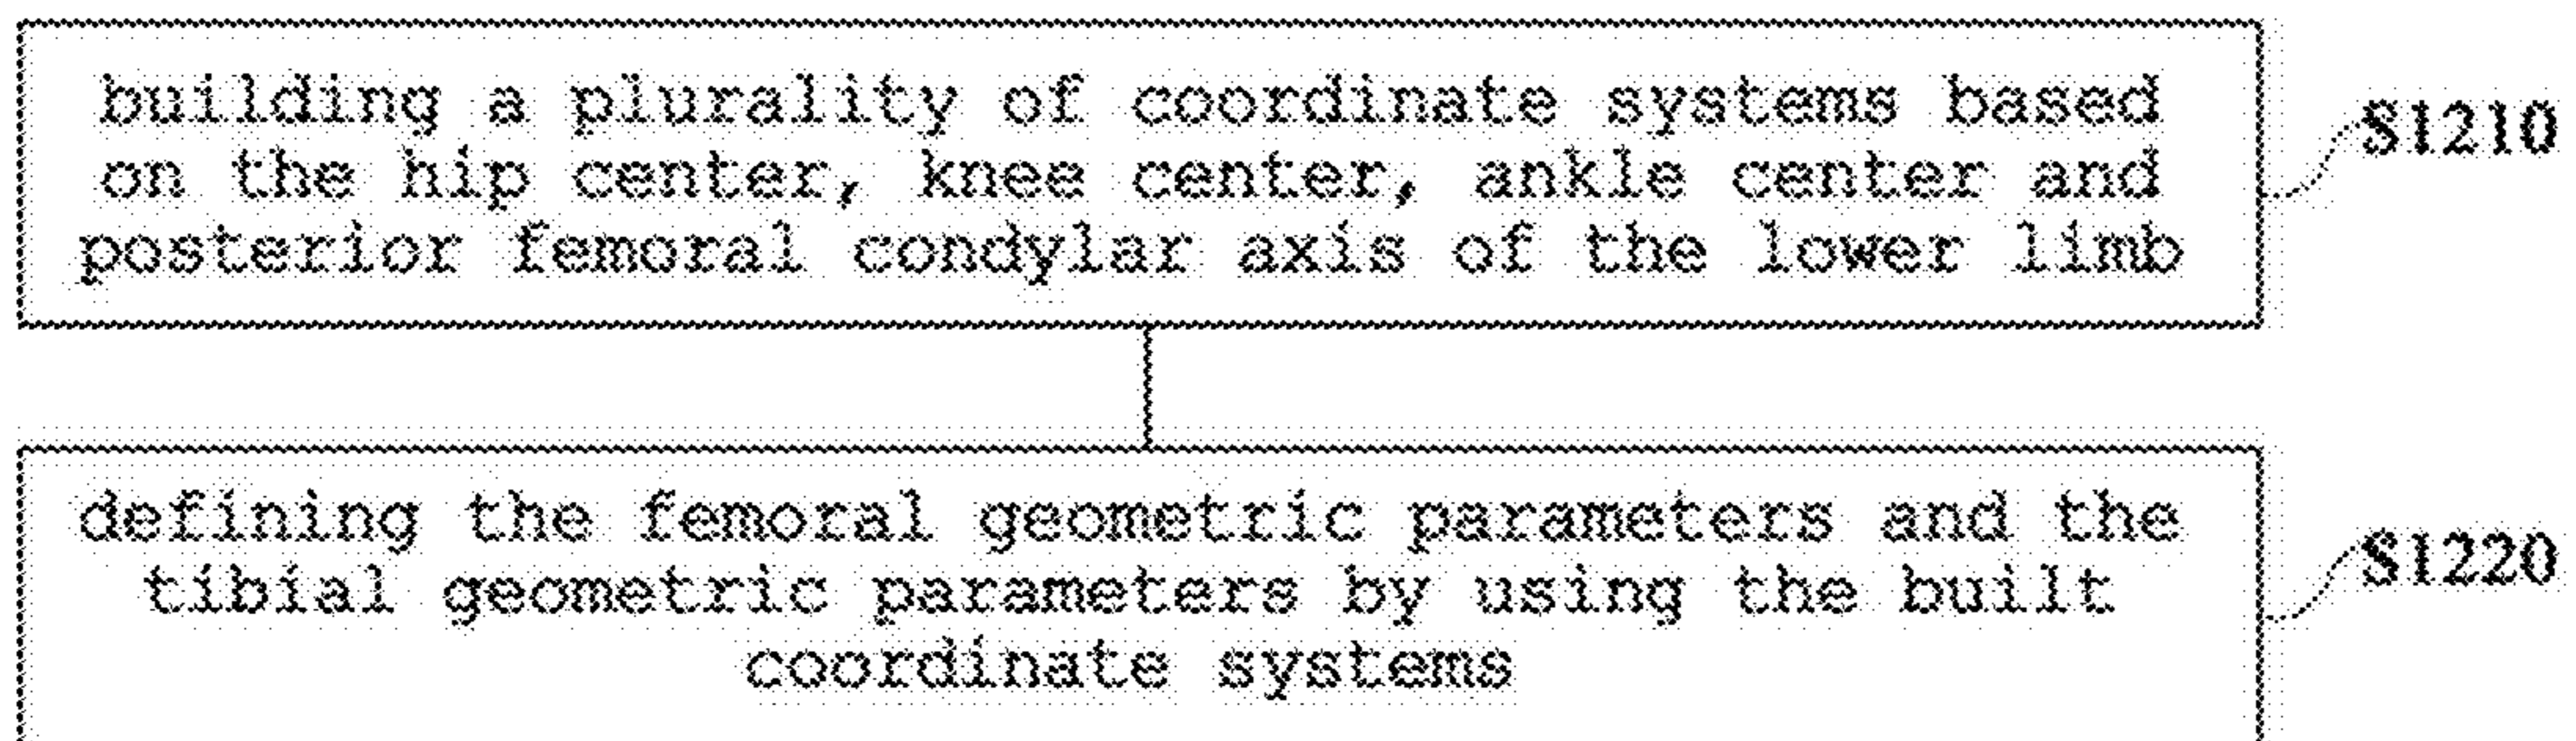 building a plurality of coordinate systems based
on the hip center, knee center, ankle center and
posterior femoral condylar axis of the lower limb
S1210
defining the femoral geometric parameters and the
tibial geometric parameters by using the built
coordinate systems
S1220